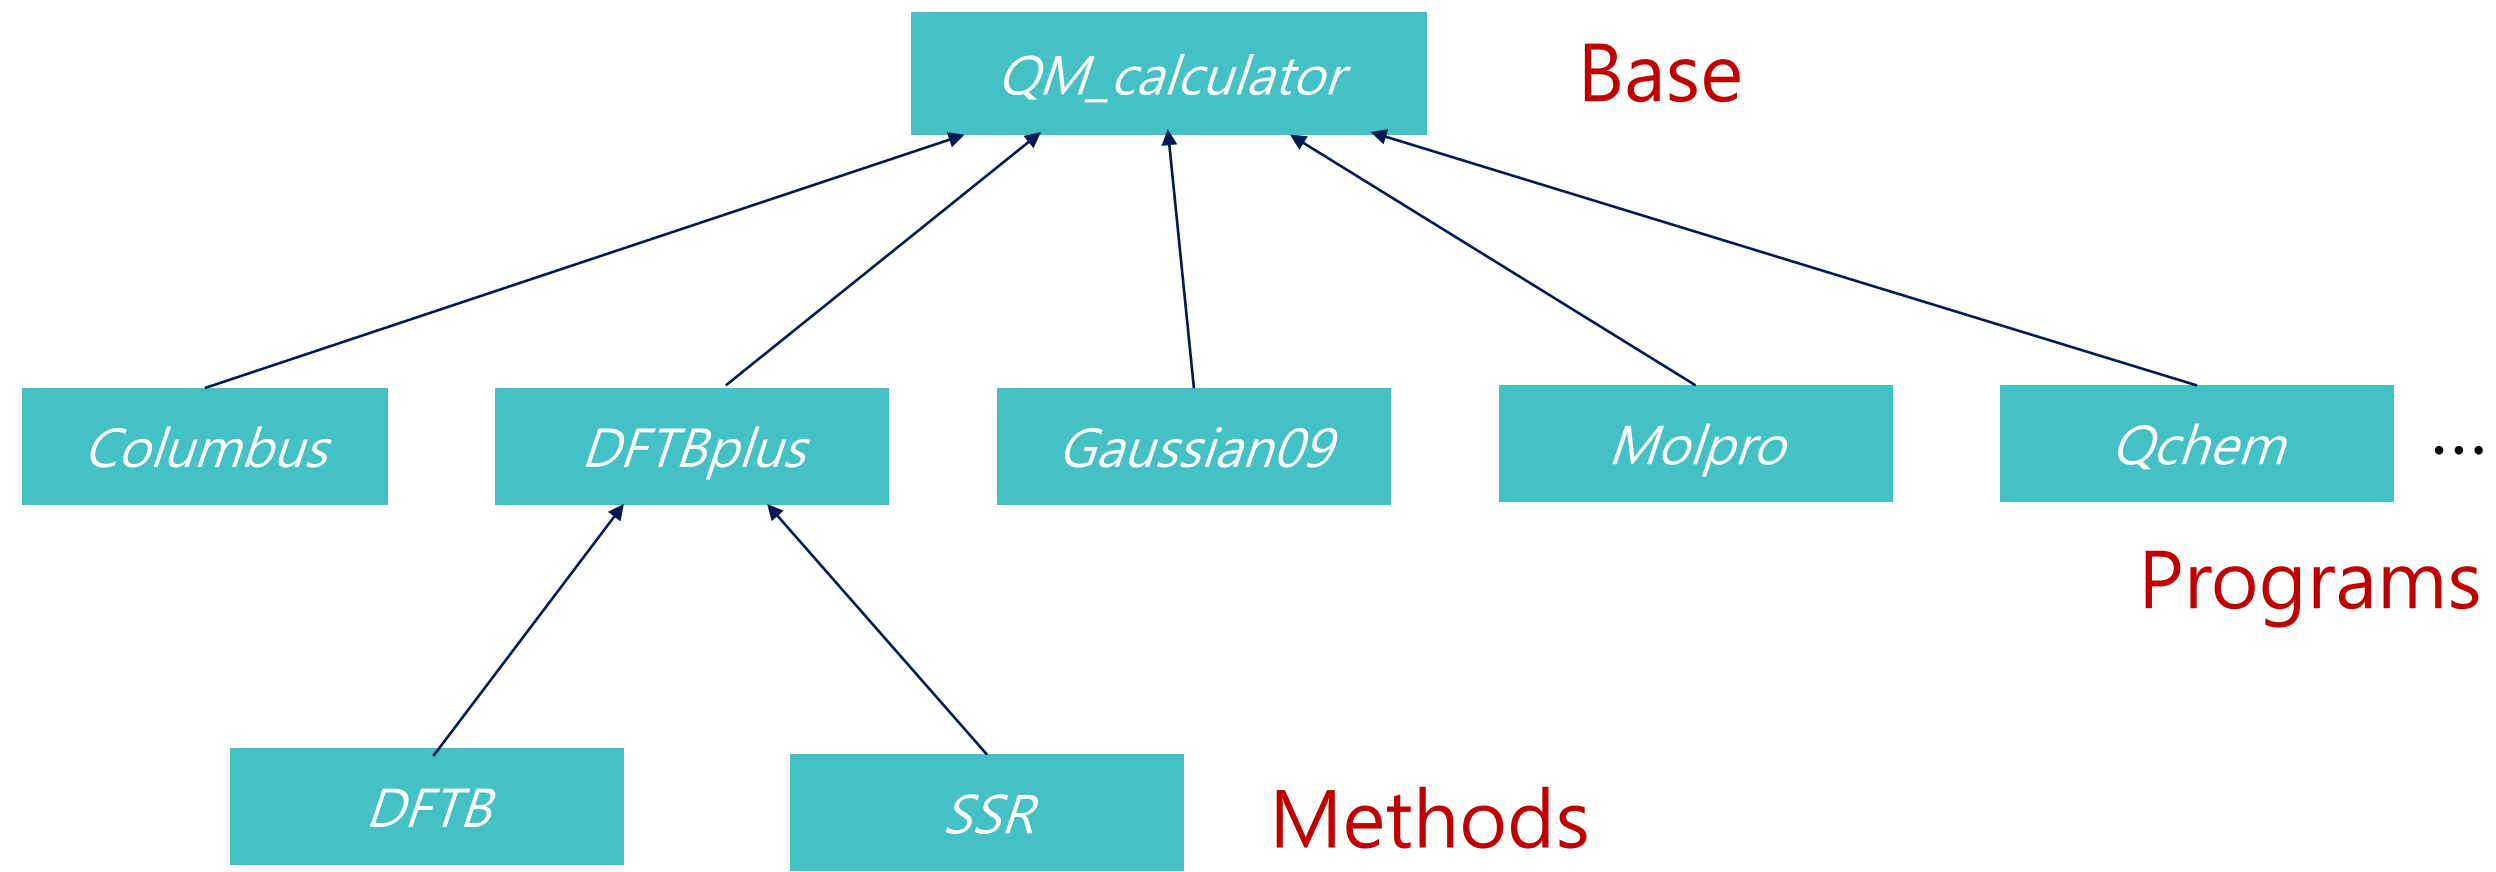 QM_calculator
Base
Columbus
DFTBplus
Gaussian09
Molpro
Qchem
...
Programs
DFTB
SSR
Methods